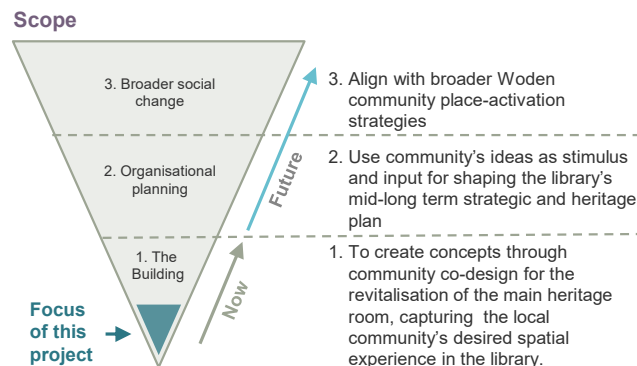 Scope
3. Broader social
change
3. Align with broader Woden
community place-activation
strategies
2. Organisational
planning
Future
2. Use community’s ideas as stimulus
and input for shaping the library’s
mid-long term strategic and heritage
plan
1. The
Building
Now
1. To create concepts through
community co-design for the
revitalisation of the main heritage
room, capturing the local
community’s desired spatial
experience in the library.
Focus
of this
project